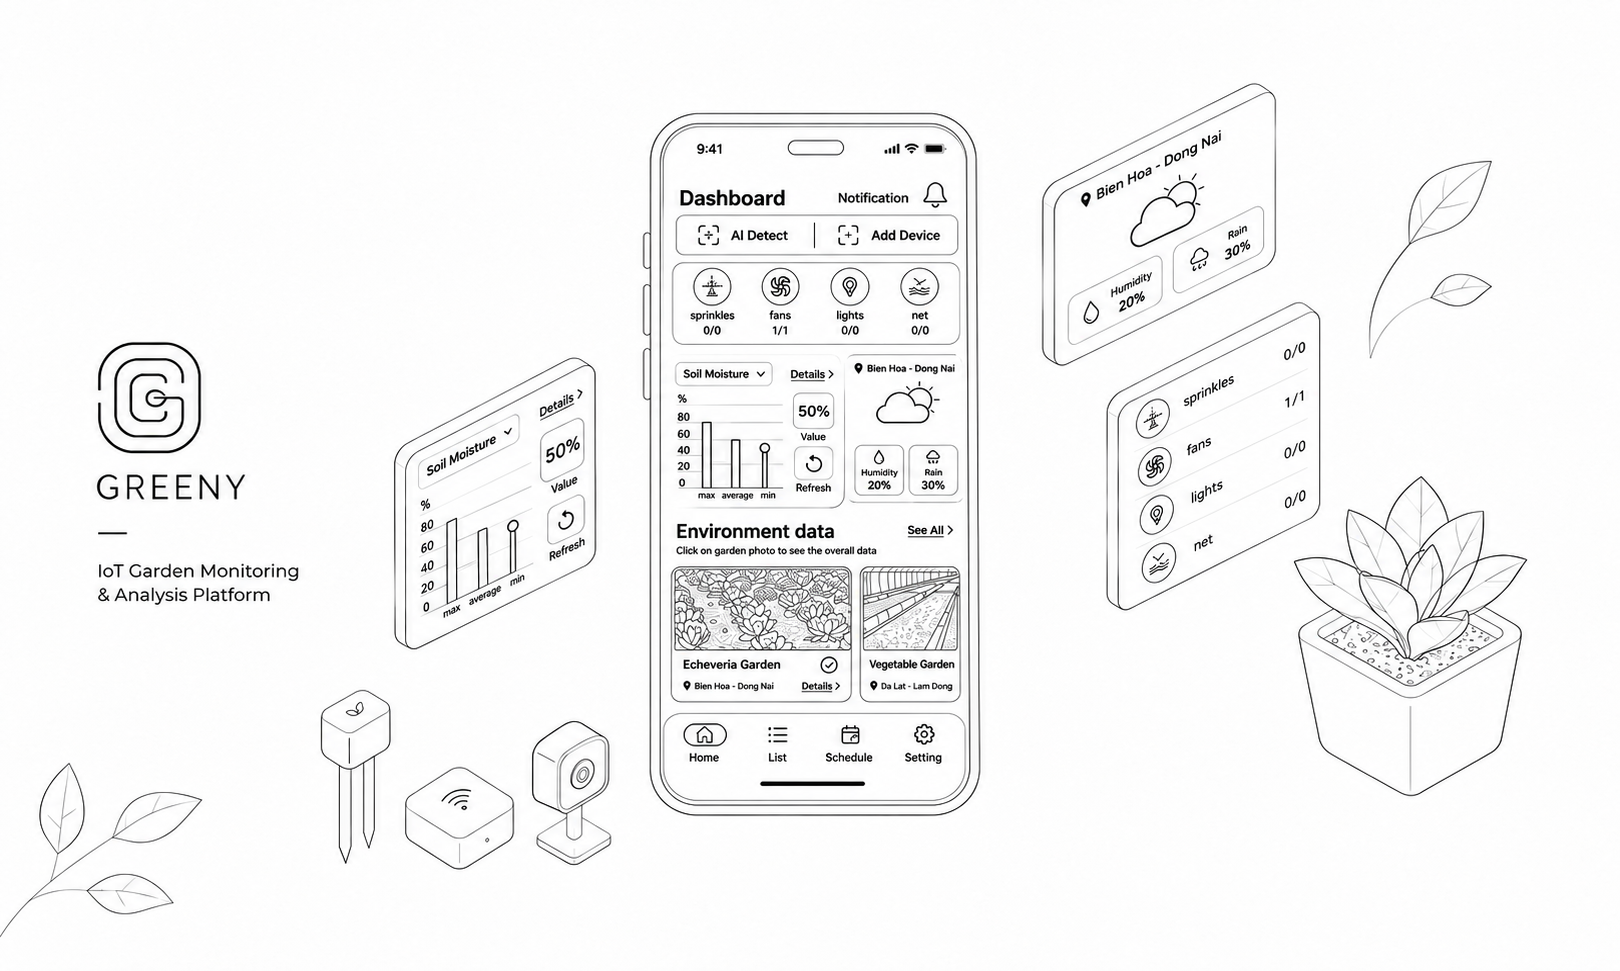 GREENY
IoT Garden Monitoring
& Analysis Platform
Soil Moisture
Details
%
80
60
40
20
0
max
average
min
50%
Value
Refresh
9:41
Dashboard
Notification
AI Detect
Add Device
sprinkles
0/0
fans
1/1
lights
0/0
net
0/0
Soil Moisture
Details
%
80
60
40
20
0
max
average
min
50%
Value
Refresh
Bien Hoa - Dong Nai
Humidity
20%
Rain
30%
Environment data
See All
Click on garden photo to see the overall data
Echeveria Garden
Bien Hoa - Dong Nai
Details
Vegetable Garden
Da Lat - Lam Dong
Home
List
Schedule
Setting
Bien Hoa - Dong Nai
Humidity
20%
Rain
30%
sprinkles
0/0
fans
1/1
lights
0/0
net
0/0